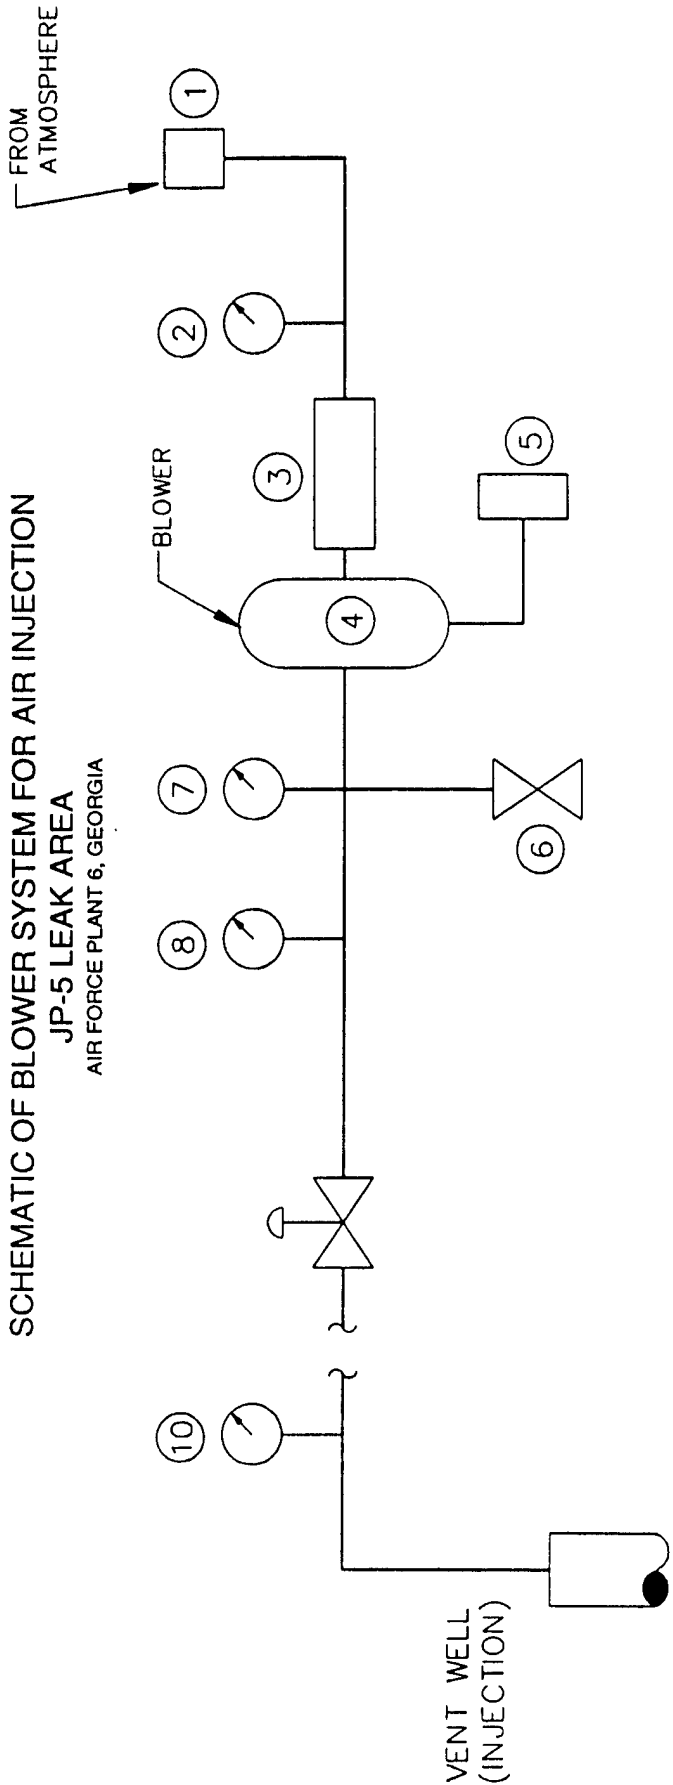 SCHEMATIC OF BLOWER SYSTEM FOR AIR INJECTION
JP-5 LEAK AREA
AIR FORCE PLANT 6, GEORGIA
FROM
ATMOSPHERE
1
2
3
BLOWER
4
5
6
7
8
10
VENT WELL
(INJECTION)